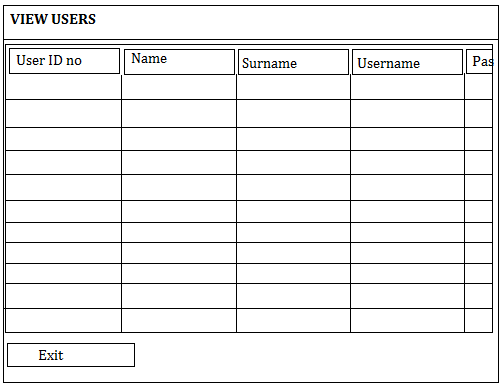 VIEW USERS
User ID no
Name
Surname
Username
Pas
Exit